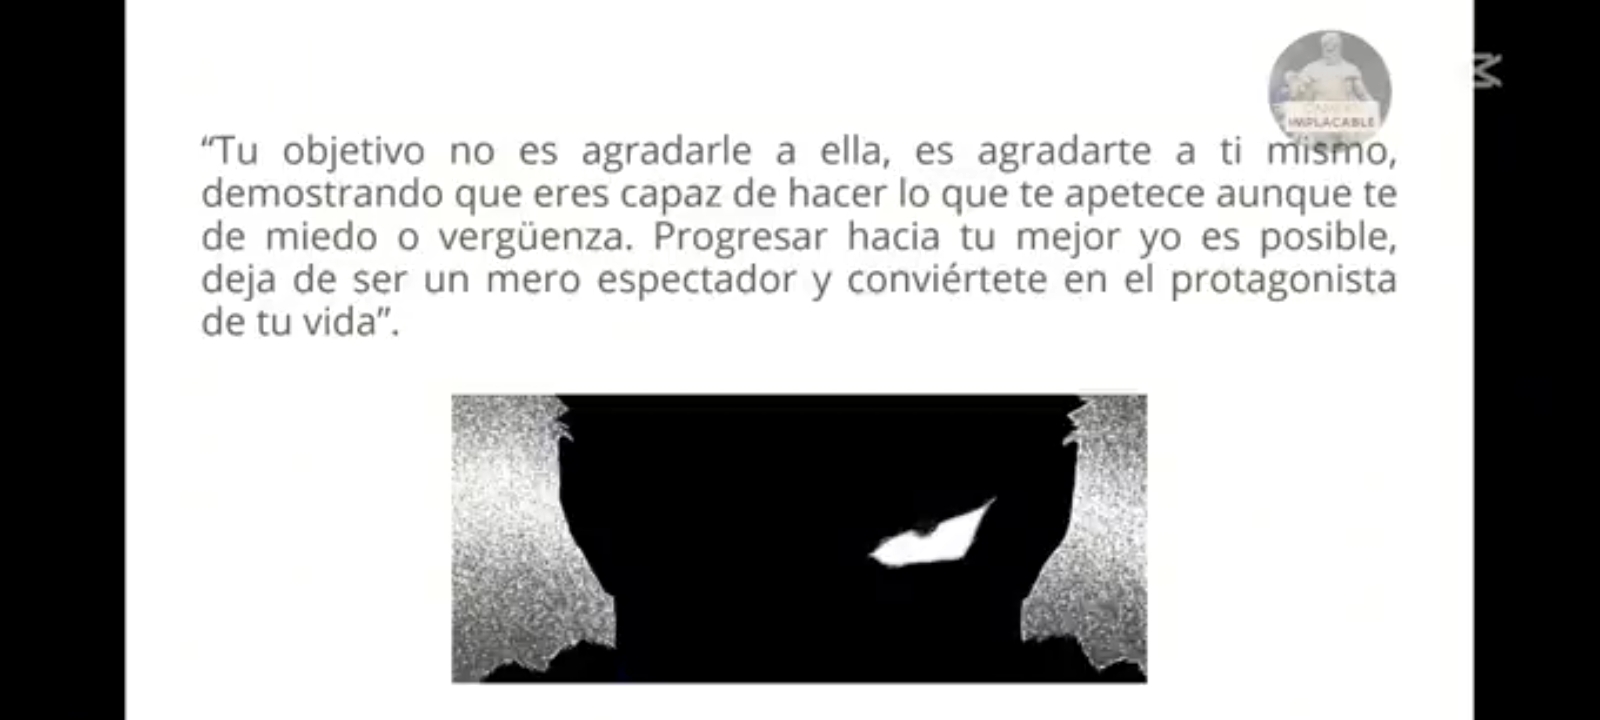 IMPLACABLE
“Tu objetivo no es agradarle a ella, es agradarte a ti mismo,
demostrando que eres capaz de hacer lo que te apetece aunque te
de miedo o vergüenza. Progresar hacia tu mejor yo es posible,
deja de ser un mero espectador y conviértete en el protagonista
de tu vida”.